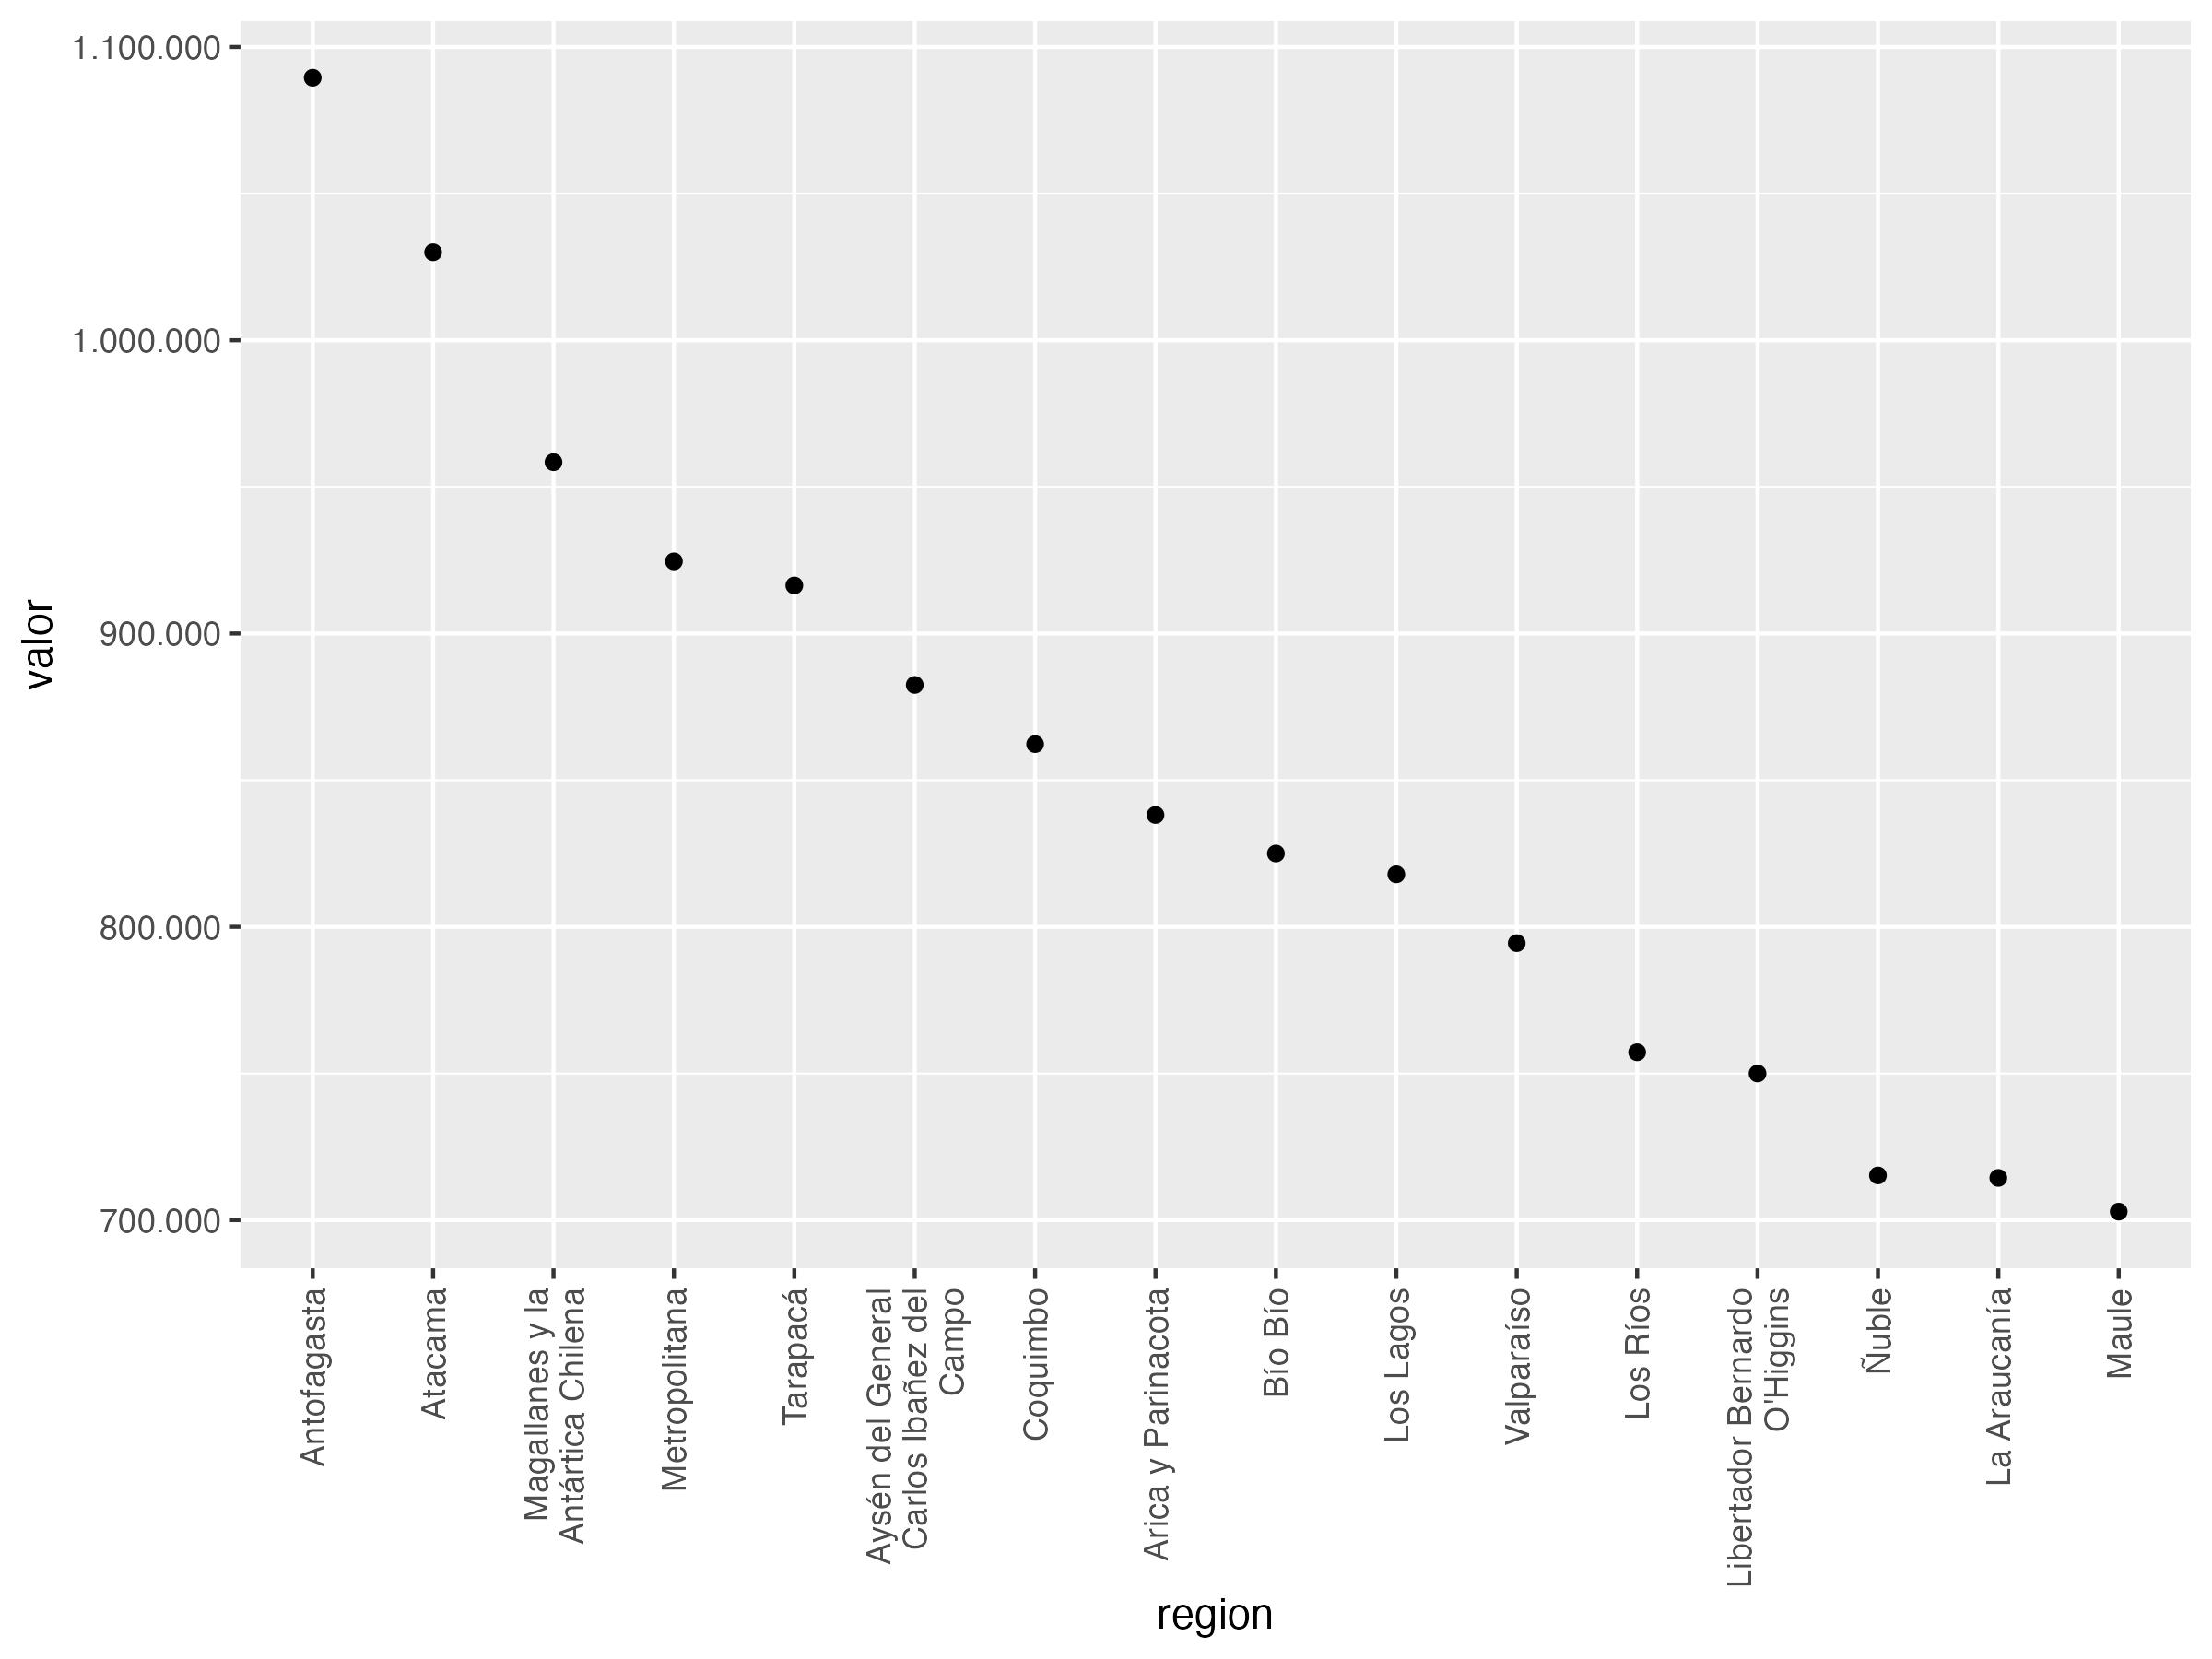 1.100.000
1.000.000
900.000
800.000
700.000
valor
Antofagasta
Atacama
Magallanes y la
Antártica Chilena
Metropolitana
Tarapacá
Aysén del General
Carlos Ibañéz del
Campo
Coquimbo
Arica y Parinacota
Bío Bío
Los Lagos
Valparaíso
Los Ríos
Libertador Bernardo
O'Higgins
Ñuble
La Araucanía
Maule
region